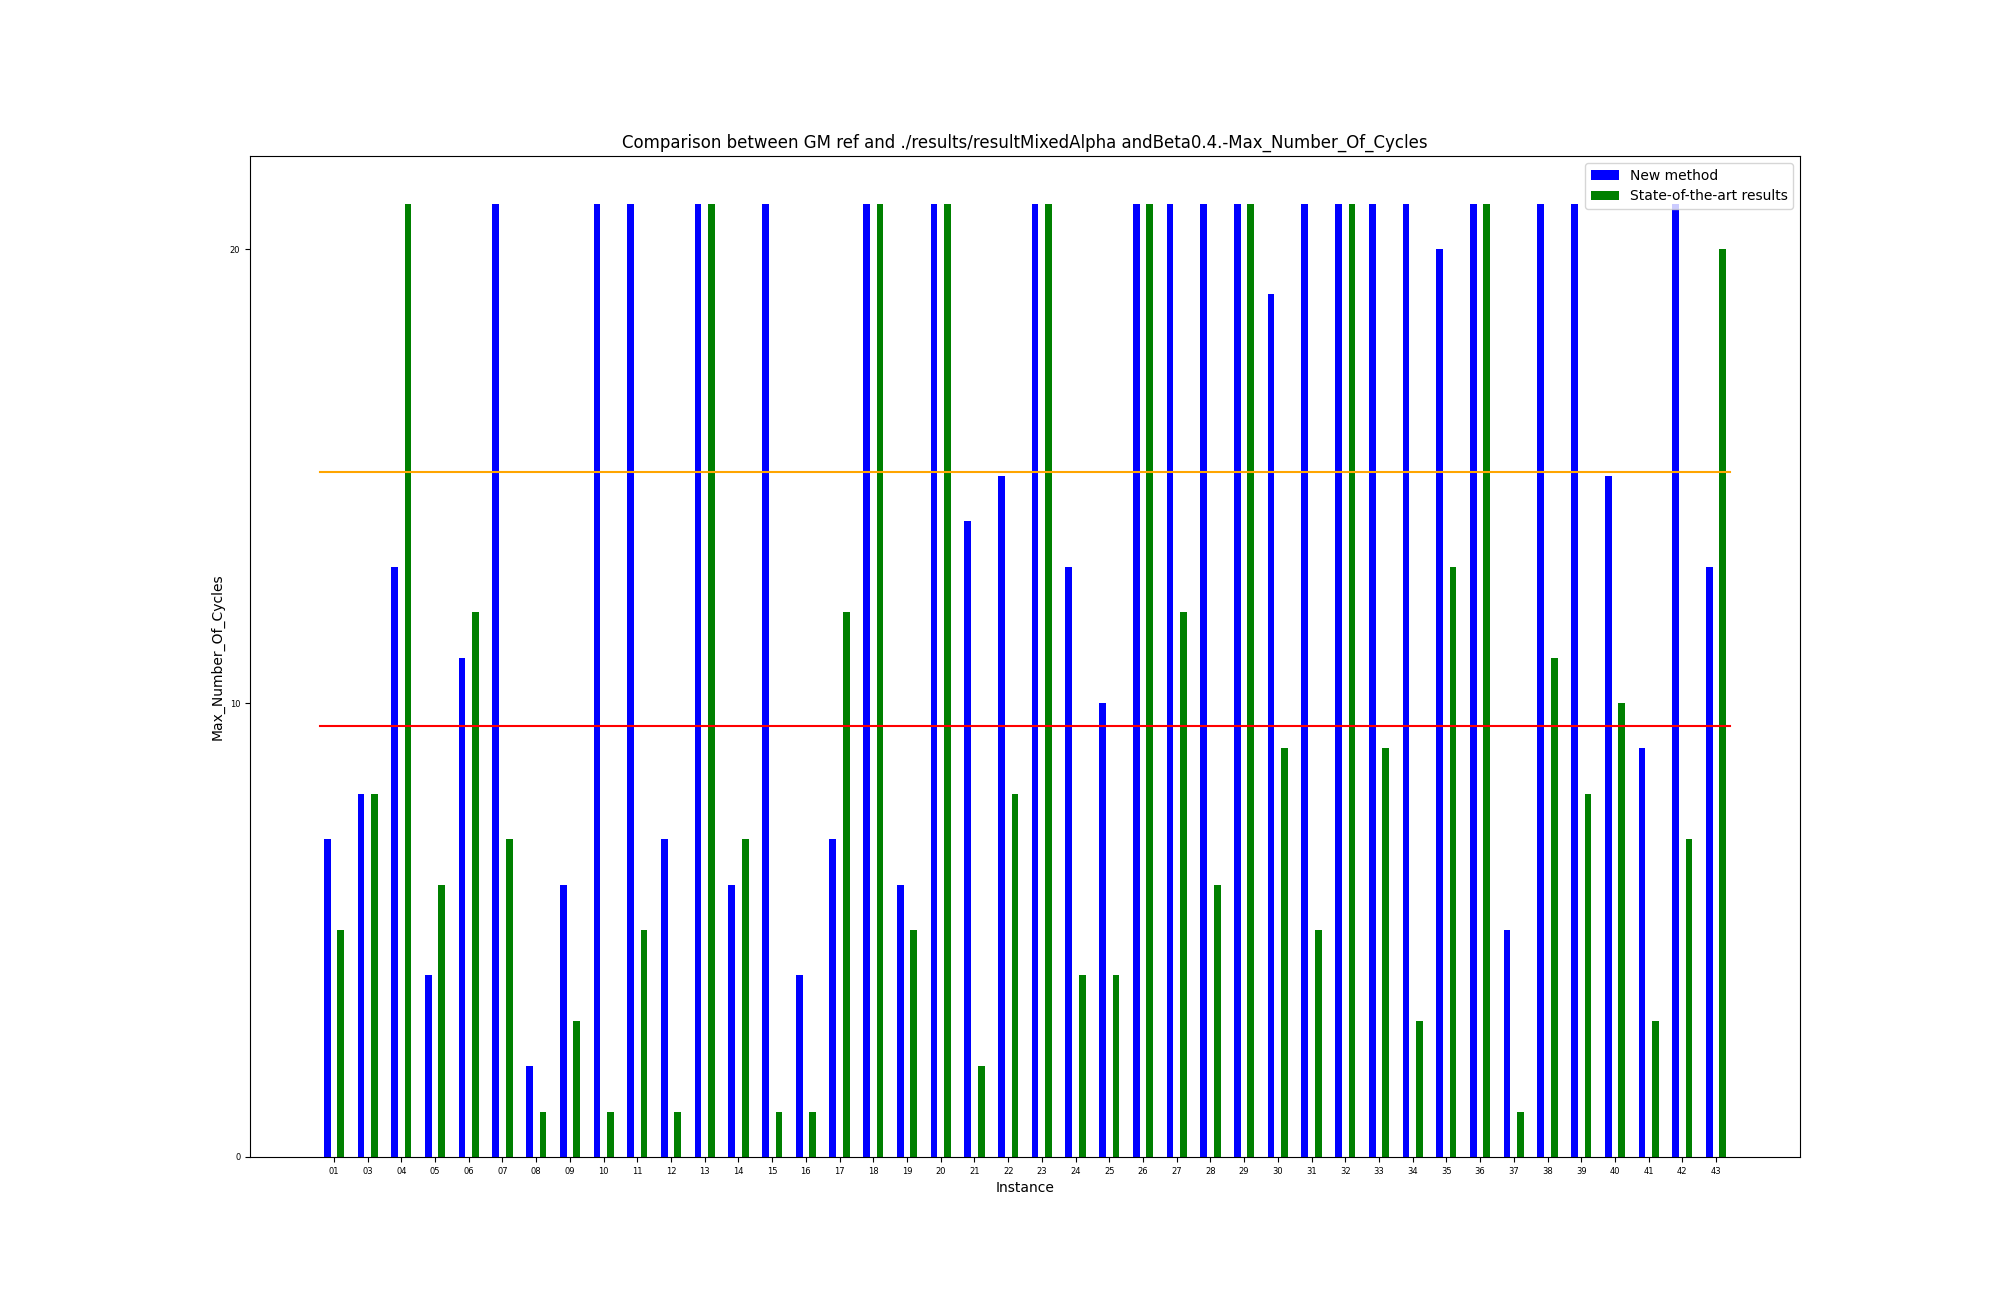 Comparison between GM ref and ./results/resultMixedAlpha andBeta0.4.-Max_Number_Of_Cycles
New method
State-of-the-art results
20
10
0
Max_Number_Of_Cycles
01 03 04 05 06 07 08 09 10 11 12 13 14 15 16 17 18 19 20 21 22 23 24 25 26 27 28 29 30 31 32 33 34 35 36 37 38 39 40 41 42 43
Instance